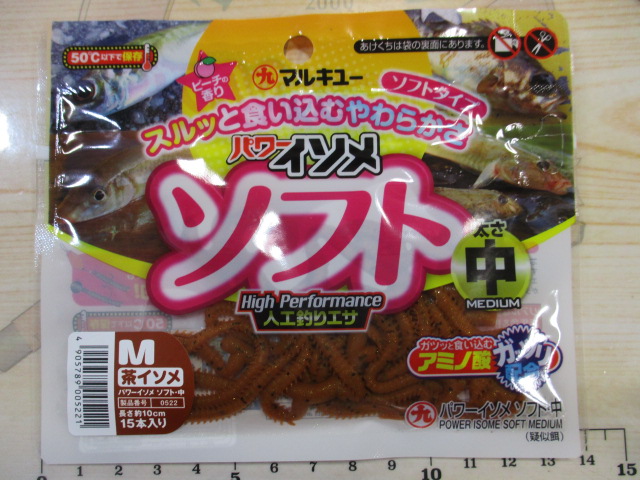 50℃以下で保存
ピーチの香り
マルキユー
あけくちは袋の裏面にあります。
ソフトタイプ
スルッと食い込むやわらかさ
パワーイソメ
ソフト
太さ
中
MEDIUM
High Performance
人工釣りエサ
ガツッと食い込む
アミノ酸
配合
M
茶イソメ
パワーイソメ ソフト・中
製品番号 0522
長さ約10cm
15本入り
4 905789 005221
パワーイソメ ソフト・中
POWER ISOME SOFT MEDIUM
(疑似餌)
0 1 2 3 4 5 6 7 8 9 10 11 12 13 14 15